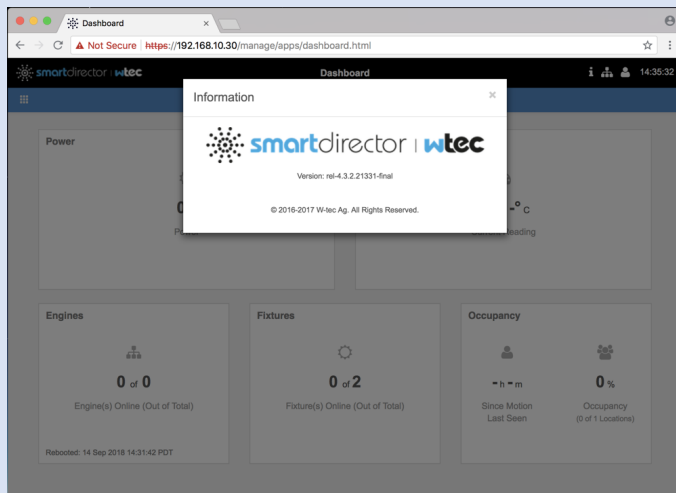 Dashboard
Not Secure | https://192.168.10.30/manage/apps/dashboard.html
smartdirector | wtec
Dashboard
14:35:32
Information
smartdirector | wtec
Version: rel-4.3.2.21331-final
© 2016-2017 W-tec Ag. All Rights Reserved.
Power
0
-° C
Reading
Engines
0 of 0
Engine(s) Online (Out of Total)
Rebooted: 14 Sep 2018 14:31:42 PDT
Fixtures
0 of 2
Fixture(s) Online (Out of Total)
Occupancy
- h - m
Since Motion
Last Seen
0 %
Occupancy
(0 of 1 Locations)